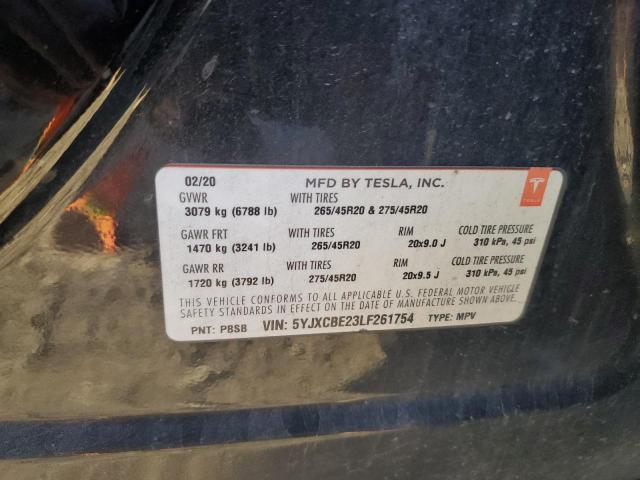 02/20 MFD BY TESLA, INC.
GVWR WITH TIRES
3079 kg (6788 lb) 265/45R20 & 275/45R20
GAWR FRT WITH TIRES RIM COLD TIRE PRESSURE
1470 kg (3241 lb) 265/45R20 20x9.0 J 310 kPa, 45 psi
GAWR RR WITH TIRES RIM COLD TIRE PRESSURE
1720 kg (3792 lb) 275/45R20 20x9.5 J 310 kPa, 45 psi
THIS VEHICLE CONFORMS TO ALL APPLICABLE U.S. FEDERAL MOTOR VEHICLE
SAFETY STANDARDS IN EFFECT ON THE DATE OF MANUFACTURE SHOWN ABOVE.
PNT: PBSB VIN: 5YJXCBE23LF261754 TYPE: MPV
TESLA